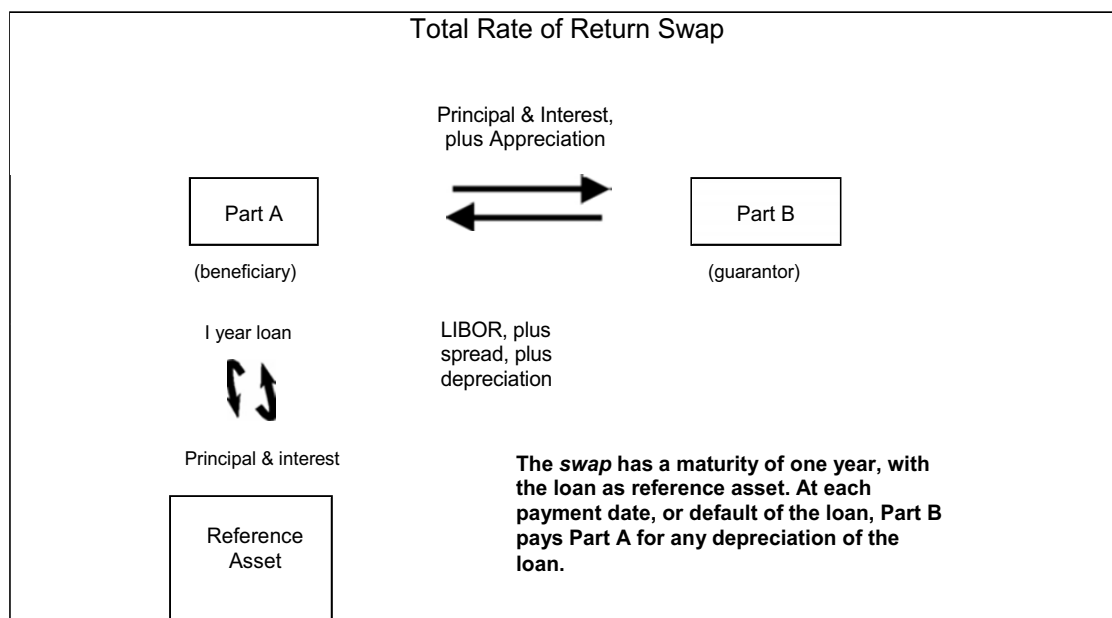 Total Rate of Return Swap
Principal & Interest,
plus Appreciation
Part A
Part B
(beneficiary)
(guarantor)
I year loan
LIBOR, plus
spread, plus
depreciation
Principal & interest
The swap has a maturity of one year, with
the loan as reference asset. At each
payment date, or default of the loan, Part B
pays Part A for any depreciation of the
loan.
Reference
Asset